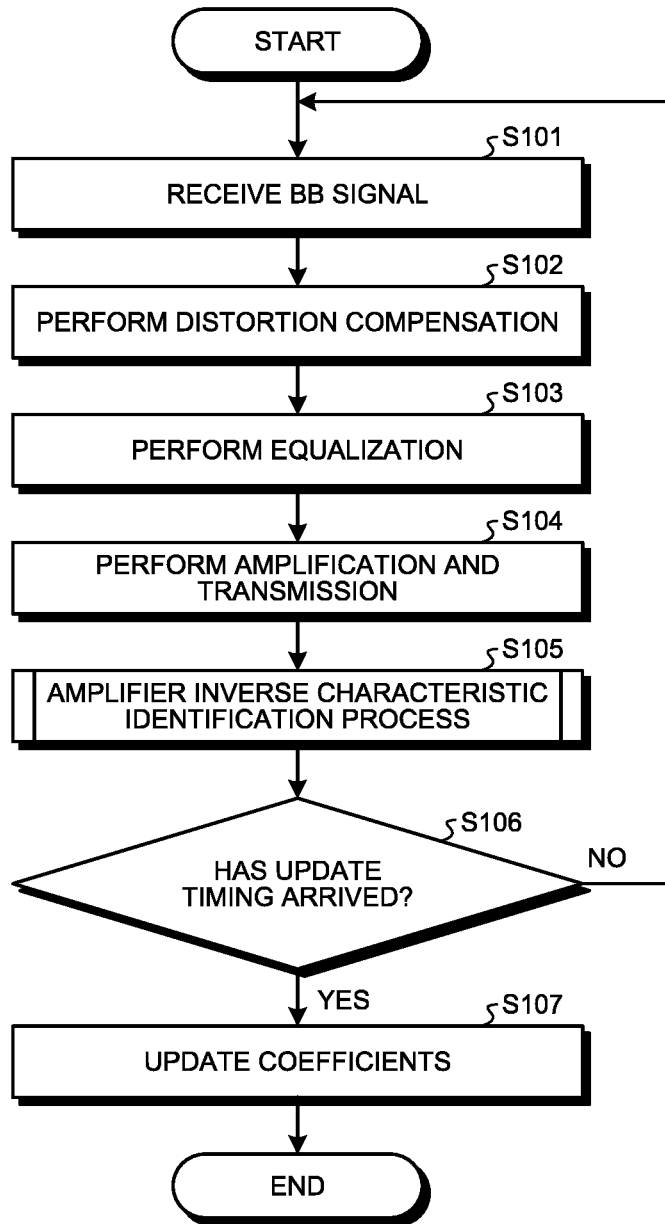 START
S101
RECEIVE BB SIGNAL
S102
PERFORM DISTORTION COMPENSATION
S103
PERFORM EQUALIZATION
S104
PERFORM AMPLIFICATION AND
TRANSMISSION
S105
AMPLIFIER INVERSE CHARACTERISTIC
IDENTIFICATION PROCESS
S106
HAS UPDATE
TIMING ARRIVED?
NO
YES
S107
UPDATE COEFFICIENTS
END